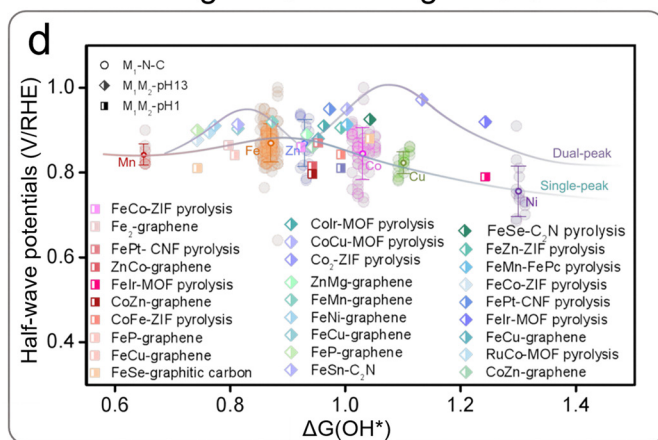 d
M₁-N-C
M₁M₂-pH13
M₁M₂-pH1
Half-wave potentials (V/RHE)
1.0
0.8
0.6
0.4
Mn
Fe
Zn
Co
Cu
Ni
Dual-peak
Single-peak
FeCo-ZIF pyrolysis
Fe₂-graphene
FePt- CNF pyrolysis
ZnCo-graphene
FeIr-MOF pyrolysis
CoZn-graphene
CoFe-ZIF pyrolysis
FeP-graphene
FeCu-graphene
FeSe-graphitic carbon
CoIr-MOF pyrolysis
CoCu-MOF pyrolysis
Co₂-ZIF pyrolysis
ZnMg-graphene
FeMn-graphene
FeNi-graphene
FeCu-graphene
FeP-graphene
FeSn-C₂N
FeSe-C₂N pyrolysis
FeZn-ZIF pyrolysis
FeMn-FePc pyrolysis
FeCo-ZIF pyrolysis
FePt-CNF pyrolysis
FeIr-MOF pyrolysis
FeCu-graphene
RuCo-MOF pyrolysis
CoZn-graphene
0.6 0.8 1.0 1.2 1.4
ΔG(OH*)